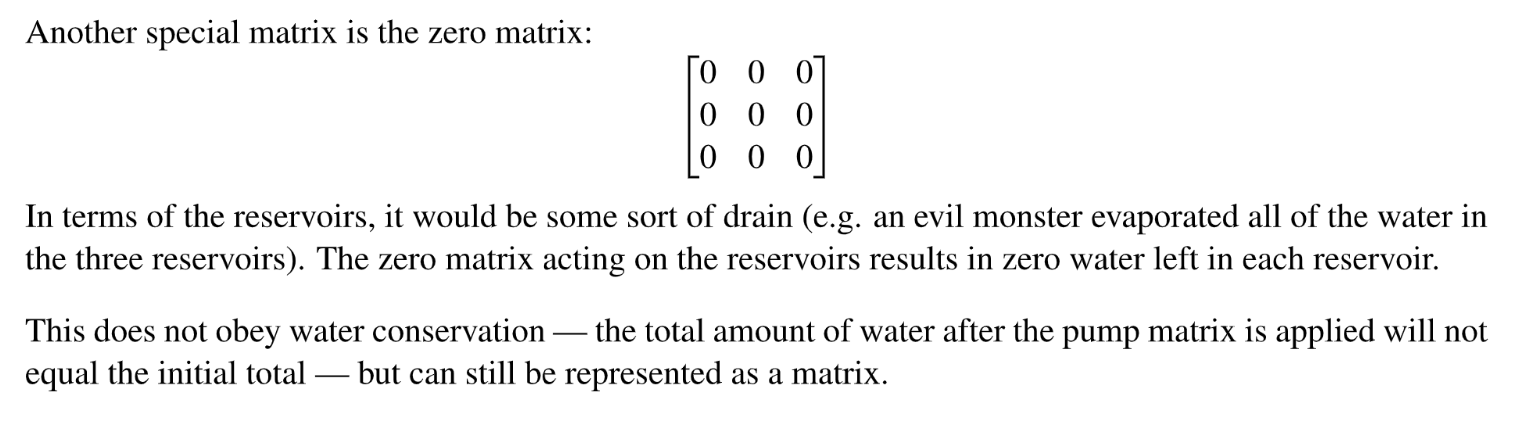 Another special matrix is the zero matrix:
0 0 0
0 0 0
0 0 0
In terms of the reservoirs, it would be some sort of drain (e.g. an evil monster evaporated all of the water in
the three reservoirs). The zero matrix acting on the reservoirs results in zero water left in each reservoir.
This does not obey water conservation — the total amount of water after the pump matrix is applied will not
equal the initial total — but can still be represented as a matrix.